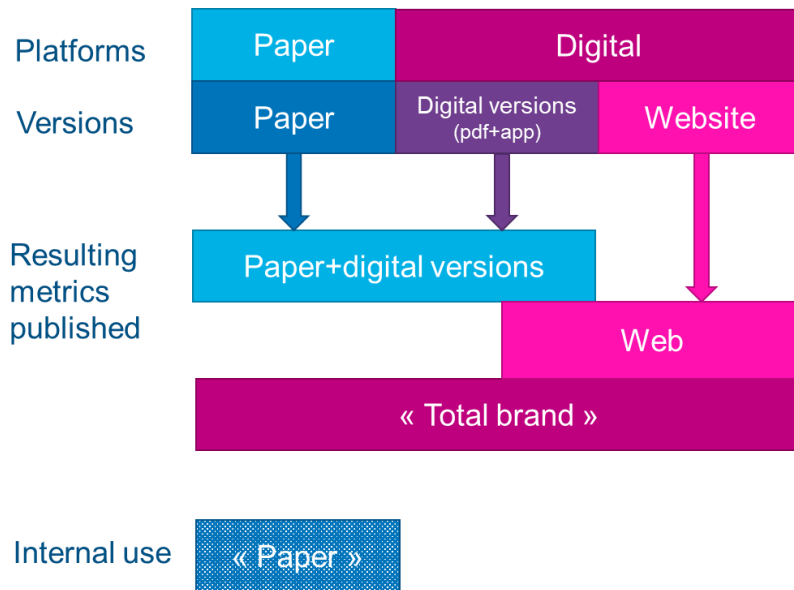 Platforms
Paper
Digital
Versions
Paper
Digital versions
(pdf+app)
Website
Resulting
metrics
published
Paper+digital versions
Web
« Total brand »
Internal use
« Paper »